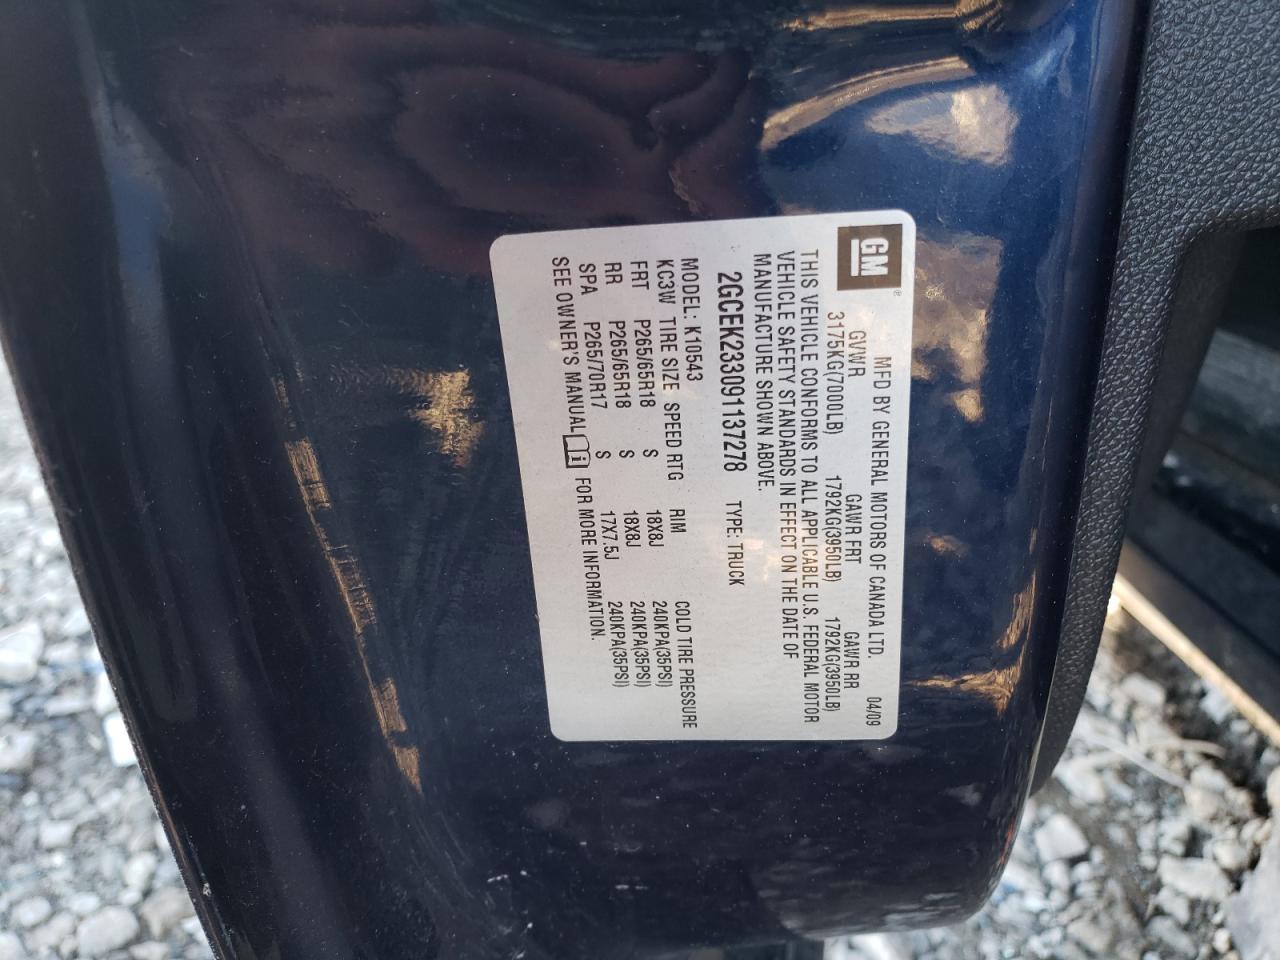 GM
MFD BY GENERAL MOTORS OF CANADA LTD. 04/09
GVWR GAWR FRT GAWR RR
3175KG(7000LB) 1792KG(3950LB) 1792KG(3950LB)
THIS VEHICLE CONFORMS TO ALL APPLICABLE U.S. FEDERAL MOTOR
VEHICLE SAFETY STANDARDS IN EFFECT ON THE DATE OF
MANUFACTURE SHOWN ABOVE.
2GCEK233091137278 TYPE: TRUCK
MODEL: K10543
KC3W TIRE SIZE SPEED RTG RIM COLD TIRE PRESSURE
FRT P265/65R18 S 18X8J 240KPA(35PSI)
RR P265/65R18 S 18X8J 240KPA(35PSI)
SPA P265/70R17 S 17X7.5J 240KPA(35PSI)
SEE OWNER'S MANUAL i FOR MORE INFORMATION.